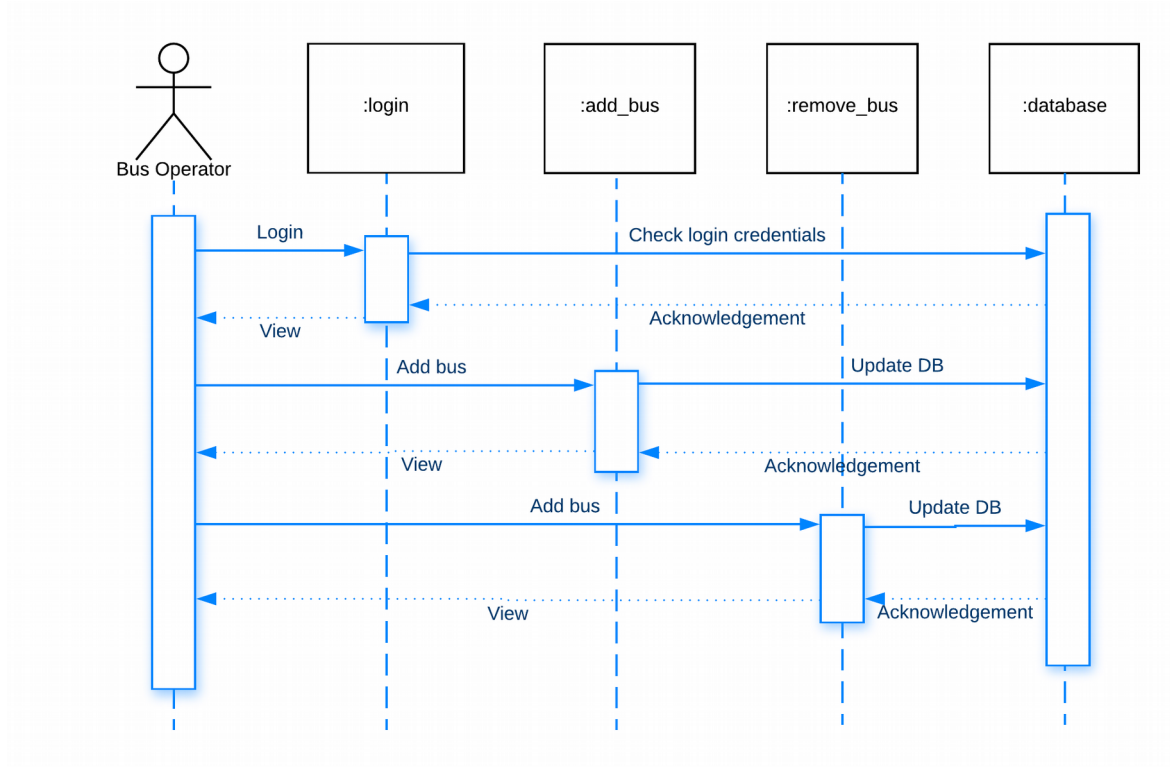 :login
:add_bus
:remove_bus
:database
Bus Operator
Login
Check login credentials
Acknowledgement
View
Add bus
Update DB
View
Acknowledgement
Add bus
Update DB
View
Acknowledgement